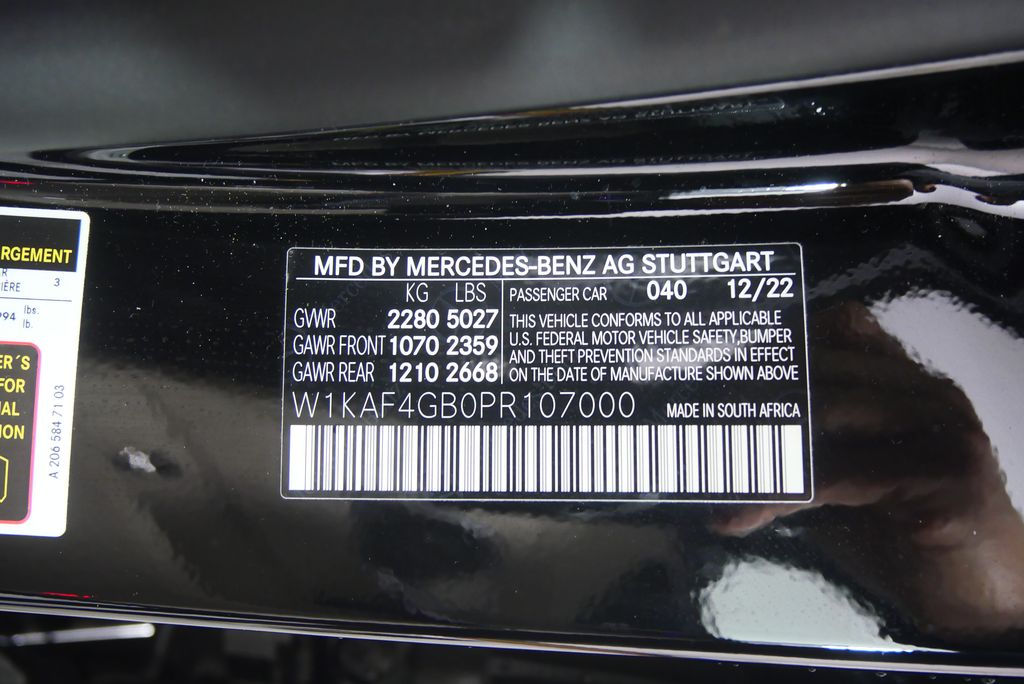 RGEMENT
R 3
IÈRE
994 lbs.
lb.
ER´S
FOR
AL
ION
A 206 584 71 03
MFD BY MERCEDES-BENZ AG STUTTGART
KG LBS
GVWR 2280 5027
GAWR FRONT 1070 2359
GAWR REAR 1210 2668
PASSENGER CAR 040 12/22
THIS VEHICLE CONFORMS TO ALL APPLICABLE
U.S. FEDERAL MOTOR VEHICLE SAFETY,BUMPER
AND THEFT PREVENTION STANDARDS IN EFFECT
ON THE DATE OF MANUFACTURE SHOWN ABOVE
W1KAF4GB0PR107000 MADE IN SOUTH AFRICA